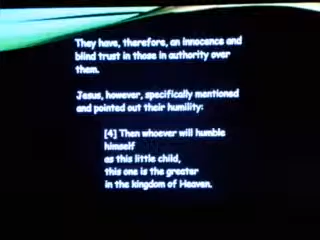 They have, therefore, an innocence and
blind trust in those in authority over
them.
Jesus, however, specifically mentioned
and pointed out their humility:
[4] Then whoever will humble
himself
as this little child,
this one is the greater
in the kingdom of Heaven.